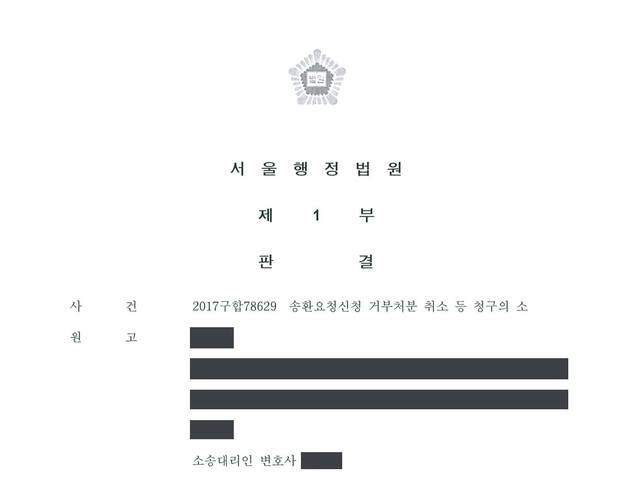 법원
서울행정법원
제 1 부
판 결
사 건 2017구합78629 송환요청신청 거부처분 취소 등 청구의 소
원 고
소송대리인 변호사